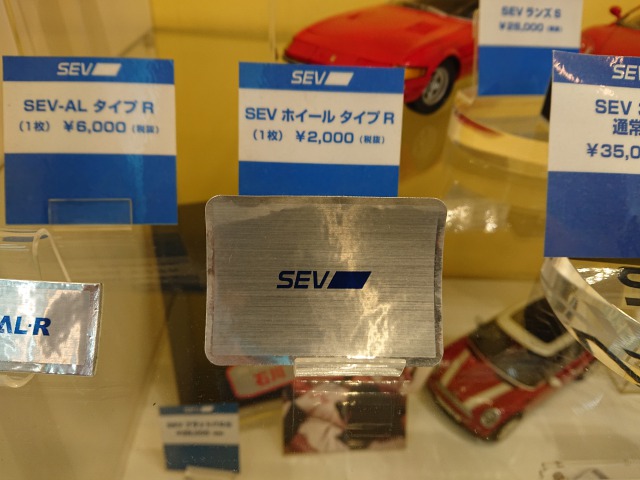 SEV ランズ S
SEV
SEV-AL タイプ R
(1枚) ¥6,000 (税抜)
SEV
SEV ホイール タイプ R
(1枚) ¥2,000 (税抜)
SEV
SEV
通常
¥35,0
SEV
AL-R
SEV